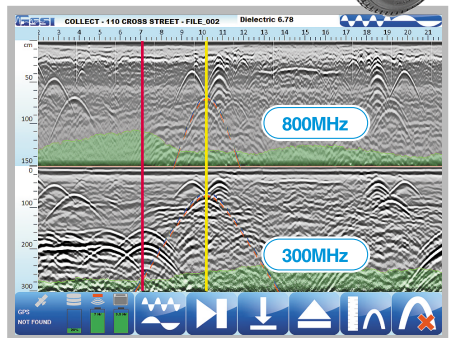 GSSI COLLECT - 110 CROSS STREET - FILE_002 Dielectric 6.78
cm 3 4 5 6 7 8 9 10 11 12 13 14 15 16 17 18 19 20 21
50
100
800MHz
150
0
100
200
300MHz
300
GPS
NOT FOUND